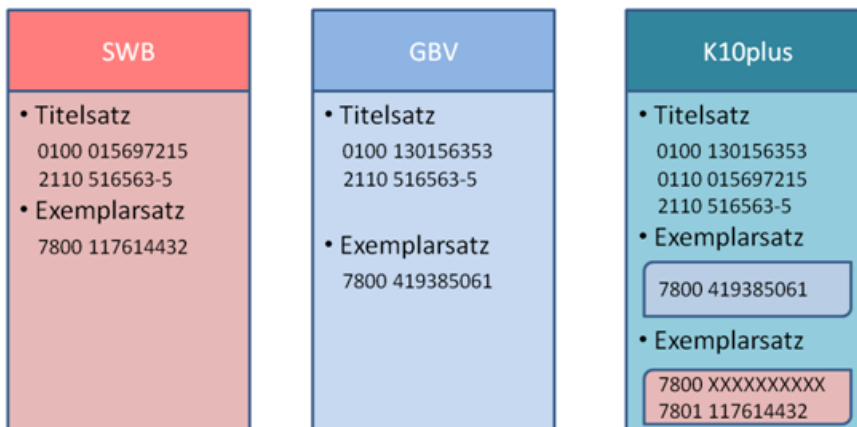 SWB
• Titelsatz
0100 015697215
2110 516563-5
• Exemplarsatz
7800 117614432
GBV
• Titelsatz
0100 130156353
2110 516563-5
• Exemplarsatz
7800 419385061
K10plus
• Titelsatz
0100 130156353
0110 015697215
2110 516563-5
• Exemplarsatz
7800 419385061
• Exemplarsatz
7800 XXXXXXXXXX
7801 117614432